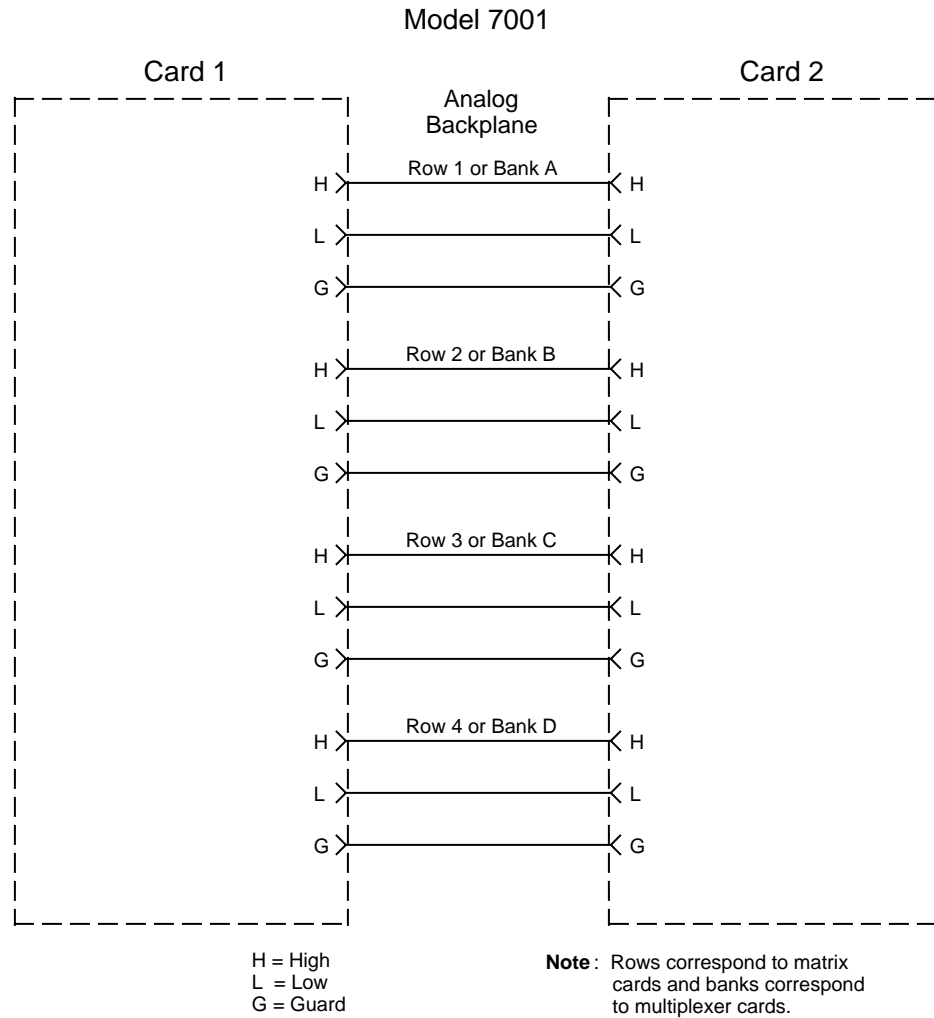 Model 7001
Card 1
Card 2
Analog
Backplane
Row 1 or Bank A
H H
L L
G G
Row 2 or Bank B
H H
L L
G G
Row 3 or Bank C
H H
L L
G G
Row 4 or Bank D
H H
L L
G G
H = High
L = Low
G = Guard
Note : Rows correspond to matrix
cards and banks correspond
to multiplexer cards.